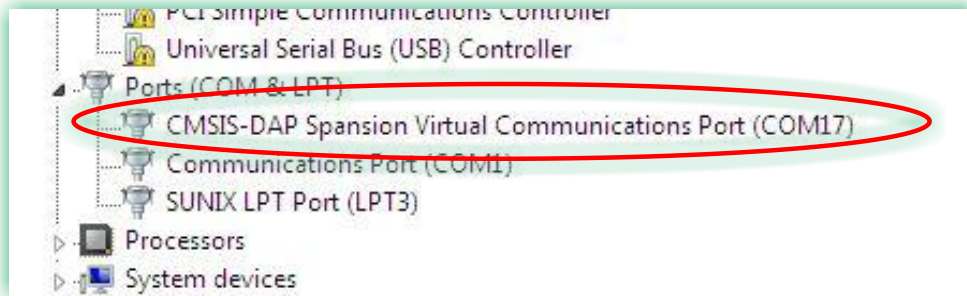 PCI Simple Communications Controller
Universal Serial Bus (USB) Controller
Ports (COM & LPT)
CMSIS-DAP Spansion Virtual Communications Port (COM17)
Communications Port (COM1)
SUNIX LPT Port (LPT3)
Processors
System devices